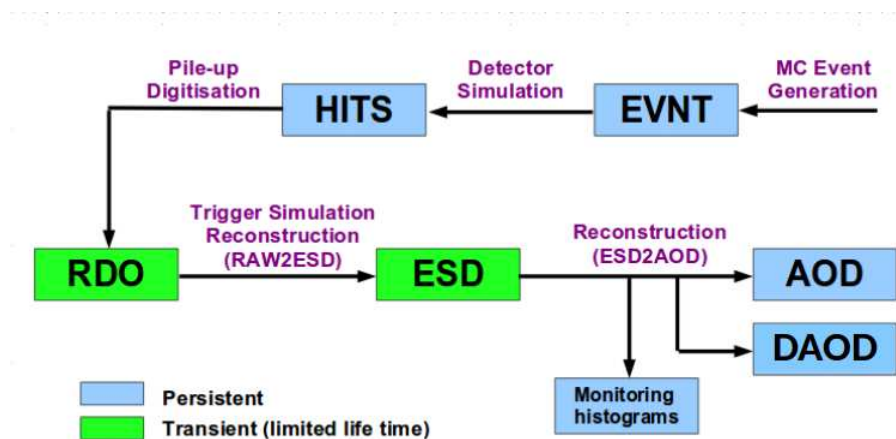 Pile-up
Digitisation
HITS
Detector
Simulation
EVNT
MC Event
Generation
RDO
Trigger Simulation
Reconstruction
(RAW2ESD)
ESD
Reconstruction
(ESD2AOD)
AOD
DAOD
Monitoring
histograms
Persistent
Transient (limited life time)